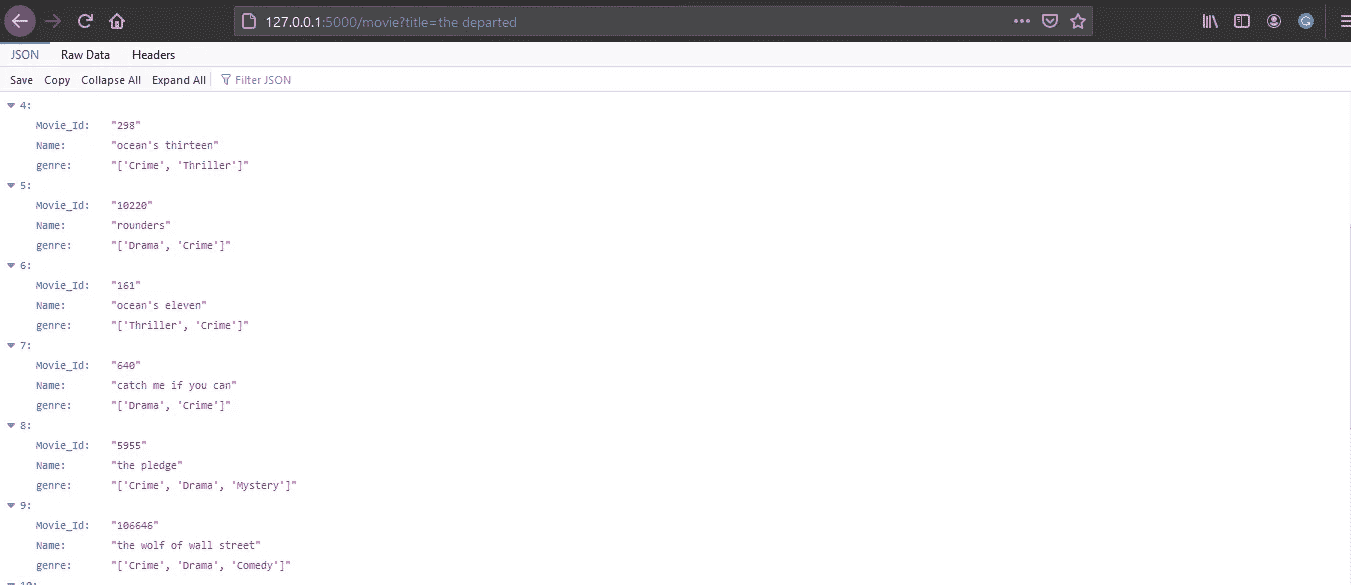 127.0.0.1:5000/movie?title=the departed
JSON Raw Data Headers
Save Copy Collapse All Expand All Filter JSON
4:
Movie_Id: "298"
Name: "ocean's thirteen"
genre: "['Crime', 'Thriller']"
5:
Movie_Id: "10220"
Name: "rounders"
genre: "['Drama', 'Crime']"
6:
Movie_Id: "161"
Name: "ocean's eleven"
genre: "['Thriller', 'Crime']"
7:
Movie_Id: "640"
Name: "catch me if you can"
genre: "['Drama', 'Crime']"
8:
Movie_Id: "5955"
Name: "the pledge"
genre: "['Crime', 'Drama', 'Mystery']"
9:
Movie_Id: "106646"
Name: "the wolf of wall street"
genre: "['Crime', 'Drama', 'Comedy']"
10: